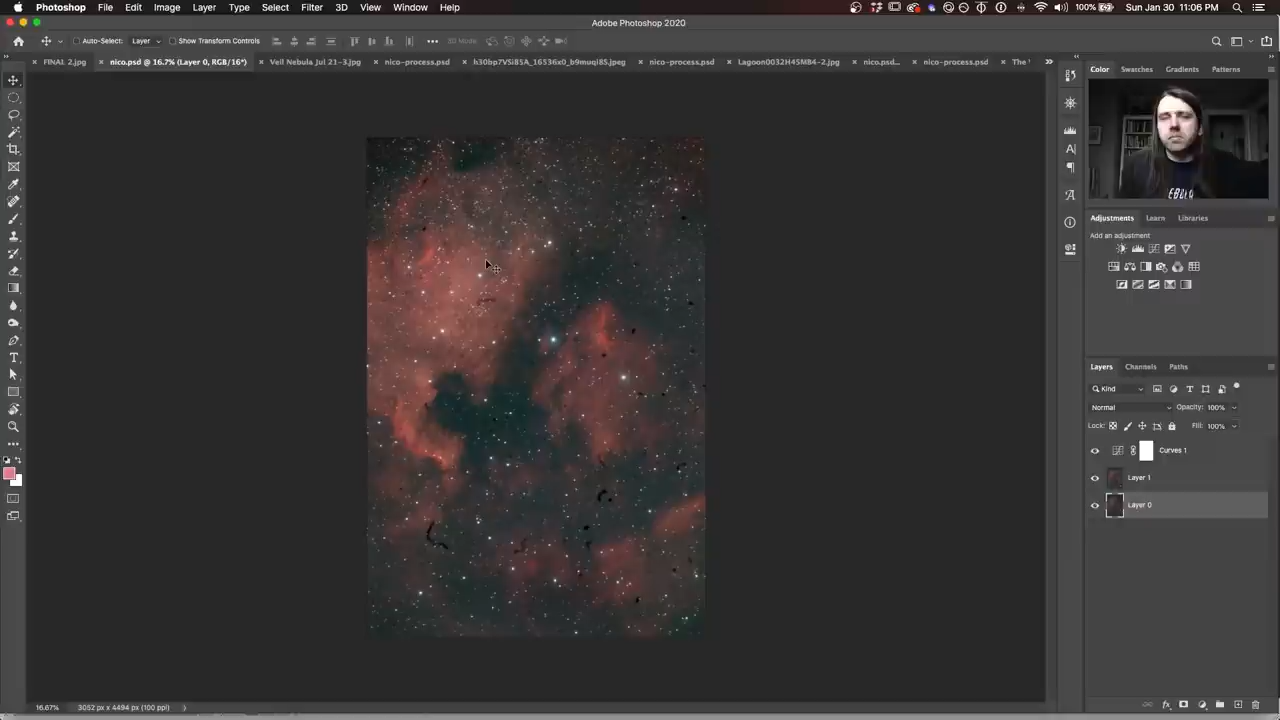 Photoshop File Edit Image Layer Type Select Filter 3D View Window Help 100% Sun Jan 30 11:06 PM
Adobe Photoshop 2020
Auto-Select: Layer Show Transform Controls 3D Mode:
FINAL 2.jpg nico.psd @ 16.7% (Layer 0, RGB/16*) Veil Nebula Jul 21-3.jpg nico-process.psd h30bp7VSi85A_16536x0_b9muqi8S.jpeg nico-process.psd Lagoon0032H45MB4-2.jpg nico.psd... nico-process.psd The
Color Swatches Gradients Patterns
Adjustments Learn Libraries
Add an adjustment
Layers Channels Paths
Kind
Normal Opacity: 100%
Lock: Fill: 100%
Curves 1
Layer 1
Layer 0
16.67% 3052 px x 4494 px (100 ppi)